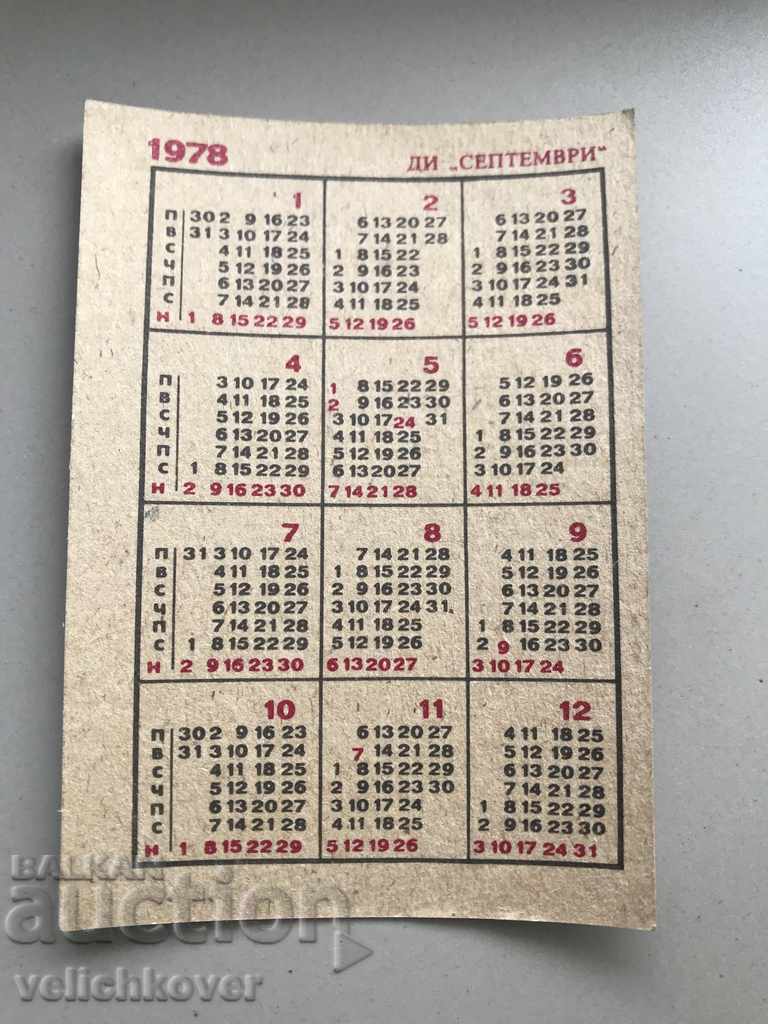 1978 ДИ „СЕПТЕМВРИ“
1 2 3
П 30 2 9 16 23 6 13 20 27 6 13 20 27
В 31 3 10 17 24 7 14 21 28 7 14 21 28
С 4 11 18 25 1 8 15 22 1 8 15 22 29
Ч 5 12 19 26 2 9 16 23 2 9 16 23 30
П 6 13 20 27 3 10 17 24 3 10 17 24 31
С 7 14 21 28 4 11 18 25 4 11 18 25
Н 1 8 15 22 29 5 12 19 26 5 12 19 26
4 5 6
П 3 10 17 24 1 8 15 22 29 5 12 19 26
В 4 11 18 25 2 9 16 23 30 6 13 20 27
С 5 12 19 26 3 10 17 24 31 7 14 21 28
Ч 6 13 20 27 4 11 18 25 1 8 15 22 29
П 7 14 21 28 5 12 19 26 2 9 16 23 30
С 1 8 15 22 29 6 13 20 27 3 10 17 24
Н 2 9 16 23 30 7 14 21 28 4 11 18 25
7 8 9
П 31 3 10 17 24 7 14 21 28 4 11 18 25
В 4 11 18 25 1 8 15 22 29 5 12 19 26
С 5 12 19 26 2 9 16 23 30 6 13 20 27
Ч 6 13 20 27 3 10 17 24 31. 7 14 21 28
П 7 14 21 28 4 11 18 25 1 8 15 22 29
С 1 8 15 22 29 5 12 19 26 2 9 16 23 30
Н 2 9 16 23 30 6 13 20 27 3 10 17 24
10 11 12
П 30 2 9 16 23 6 13 20 27 4 11 18 25
В 31 3 10 17 24 7 14 21 28 5 12 19 26
С 4 11 18 25 1 8 15 22 29 6 13 20 27
Ч 5 12 19 26 2 9 16 23 30 7 14 21 28
П 6 13 20 27 3 10 17 24 1 8 15 22 29
С 7 14 21 28 4 11 18 25 2 9 16 23 30
Н 1 8 15 22 29 5 12 19 26 3 10 17 24 31
BALKAN
auction
velichkover